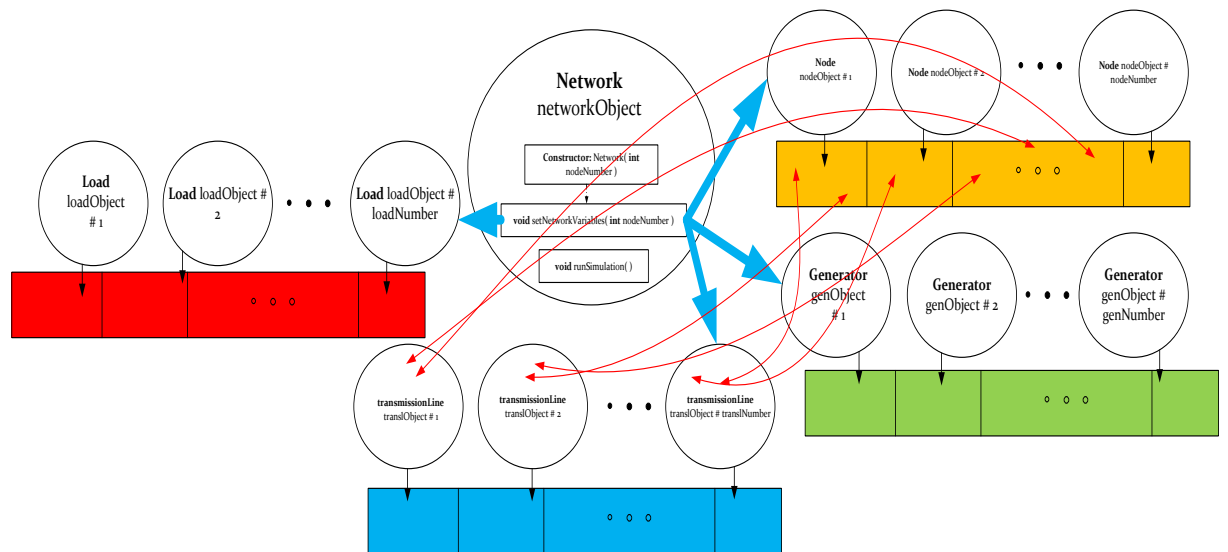 Network
networkObject
Constructor: Network( int
nodeNumber )
void setNetworkVariables( int nodeNumber )
void runSimulation( )
Node
nodeObject # 1
Node nodeObject # 2
Node nodeObject #
nodeNumber
Load
loadObject
# 1
Load loadObject #
2
Load loadObject #
loadNumber
Generator
genObject
# 1
Generator
genObject # 2
Generator
genObject #
genNumber
transmissionLine
translObject # 1
transmissionLine
translObject # 2
transmissionLine
translObject # translNumber